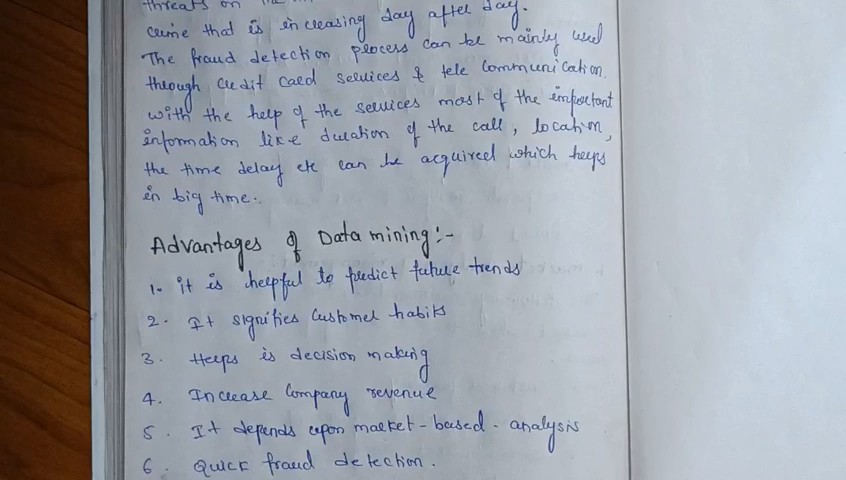 threats on the
crime that is increasing day after day.
The fraud detection process can be mainly used
through credit card services & tele communication.
with the help of the services most of the important
information like duration of the call, location,
the time delay etc can be acquired which helps
in big time.
Advantages of Data mining:-
1. it is helpful to predict future trends
2. It signifies customer habits
3. Helps is decision making
4. Increase Company revenue
5. It depends upon market-based-analysis
6. Quick fraud detection.